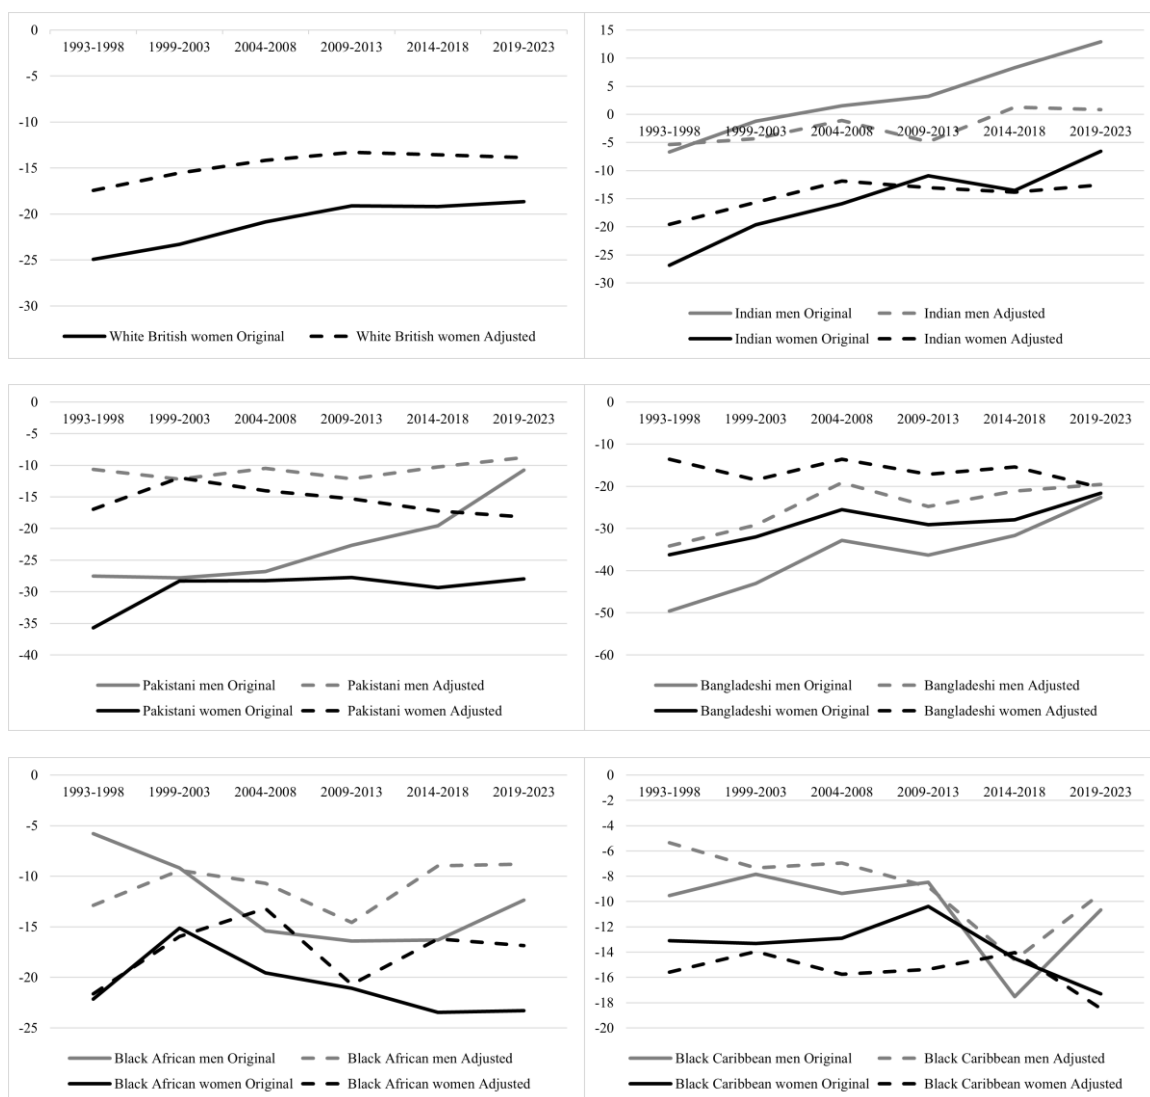 0
1993-1998 1999-2003 2004-2008 2009-2013 2014-2018 2019-2023
-5
-10
-15
-20
-25
-30
White British women Original White British women Adjusted
15
10
5
0
1993-1998 1999-2003 2004-2008 2009-2013 2014-2018 2019-2023
-5
-10
-15
-20
-25
-30
Indian men Original Indian men Adjusted
Indian women Original Indian women Adjusted
0
1993-1998 1999-2003 2004-2008 2009-2013 2014-2018 2019-2023
-5
-10
-15
-20
-25
-30
-35
-40
Pakistani men Original Pakistani men Adjusted
Pakistani women Original Pakistani women Adjusted
0
1993-1998 1999-2003 2004-2008 2009-2013 2014-2018 2019-2023
-10
-20
-30
-40
-50
-60
Bangladeshi men Original Bangladeshi men Adjusted
Bangladeshi women Original Bangladeshi women Adjusted
0
1993-1998 1999-2003 2004-2008 2009-2013 2014-2018 2019-2023
-5
-10
-15
-20
-25
Black African men Original Black African men Adjusted
Black African women Original Black African women Adjusted
0
1993-1998 1999-2003 2004-2008 2009-2013 2014-2018 2019-2023
-2
-4
-6
-8
-10
-12
-14
-16
-18
-20
Black Caribbean men Original Black Caribbean men Adjusted
Black Caribbean women Original Black Caribbean women Adjusted